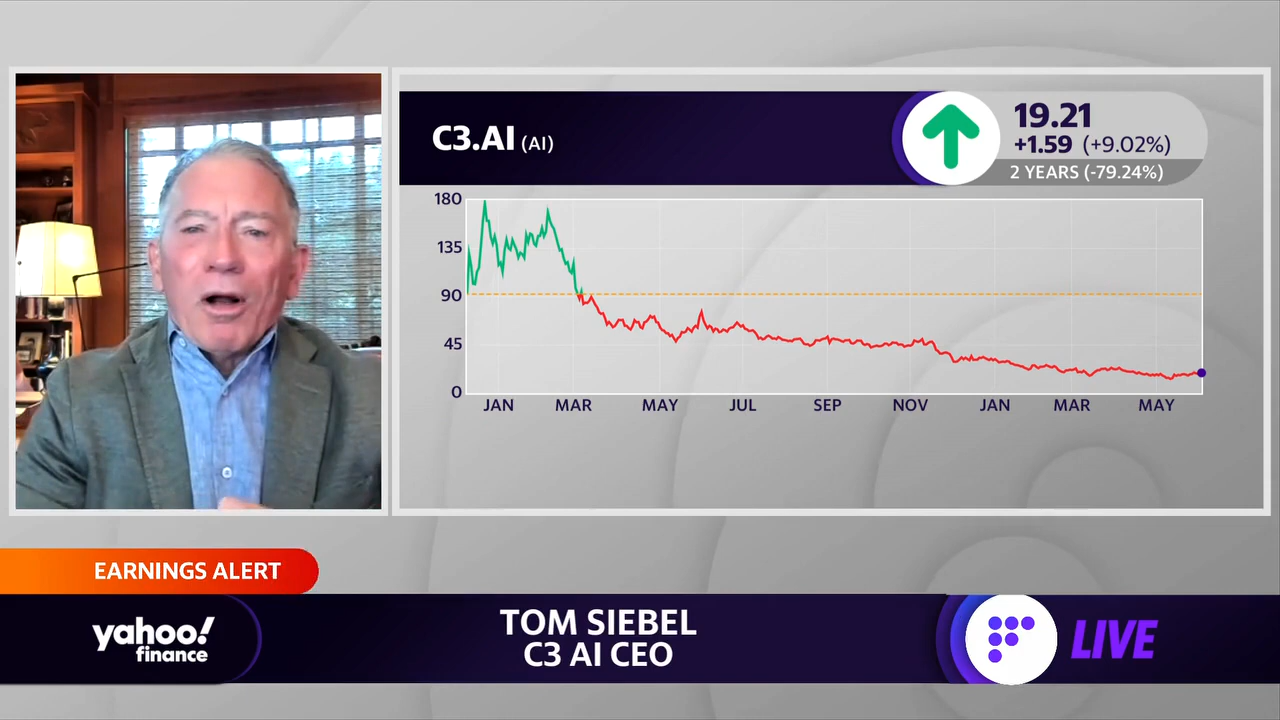 C3.AI (AI)
19.21
+1.59 (+9.02%)
2 YEARS (-79.24%)
180
135
90
45
0
JAN MAR MAY JUL SEP NOV JAN MAR MAY
EARNINGS ALERT
yahoo!
finance
TOM SIEBEL
C3 AI CEO
LIVE